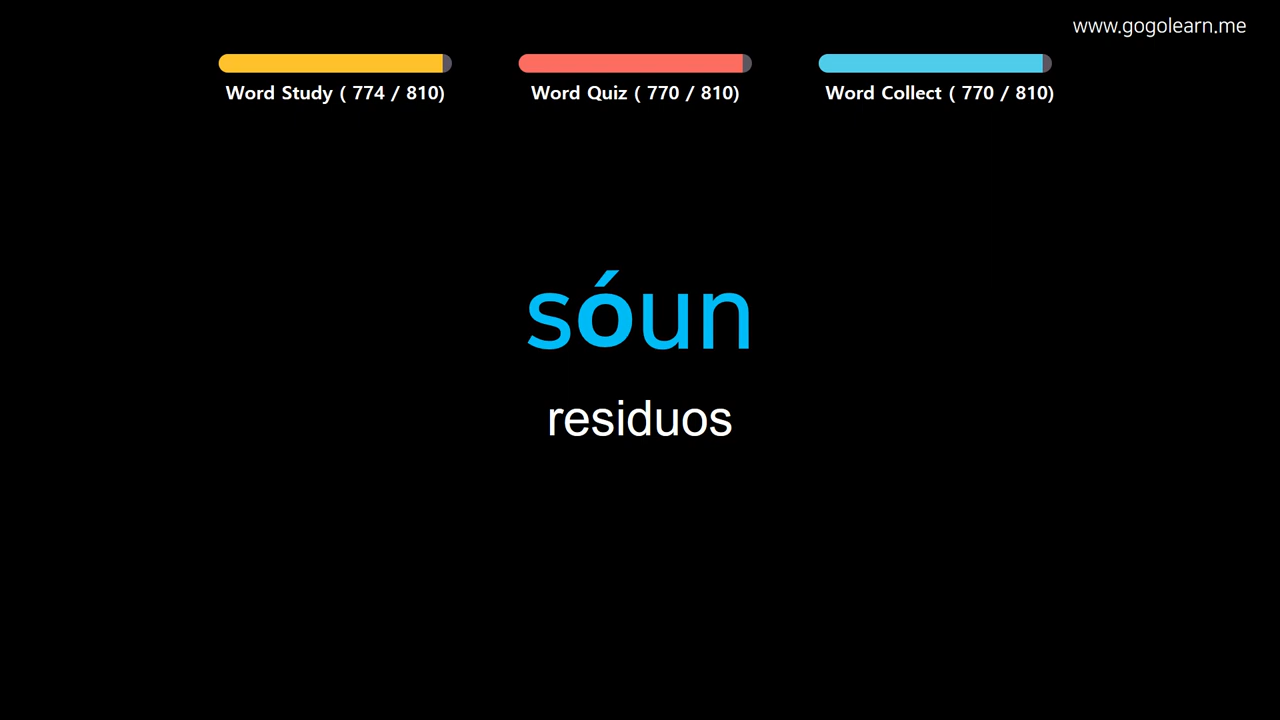 www.gogolearn.me
Word Study ( 774 / 810)
Word Quiz ( 770 / 810)
Word Collect ( 770 / 810)
sóun
residuos